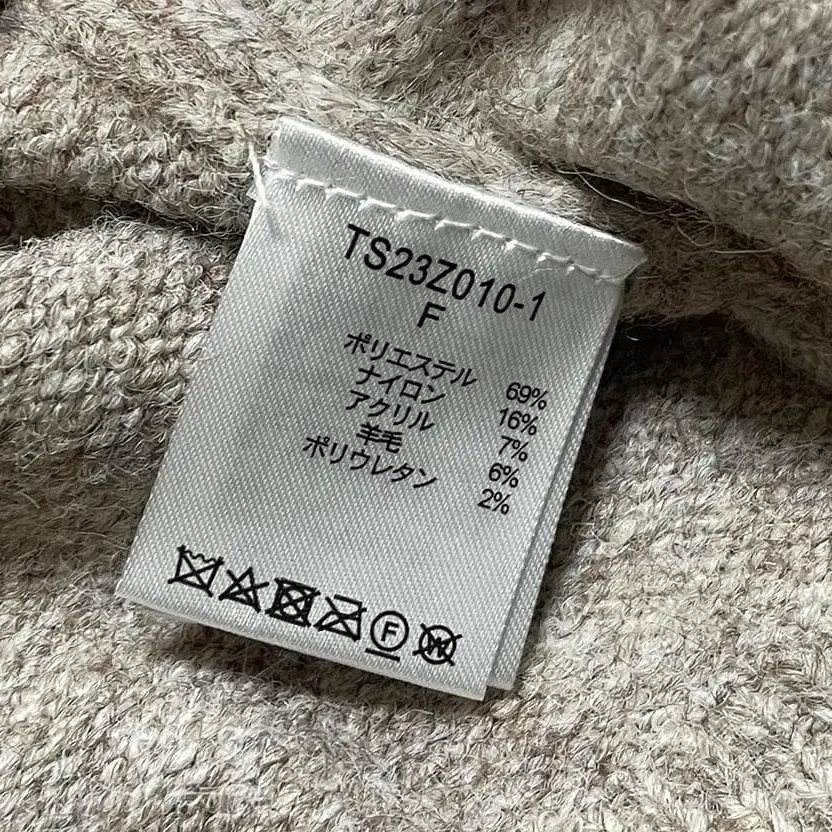 TS23Z010-1
F
ポリエステル 69%
ナイロン 16%
アクリル 7%
羊毛 6%
ポリウレタン 2%
F
W